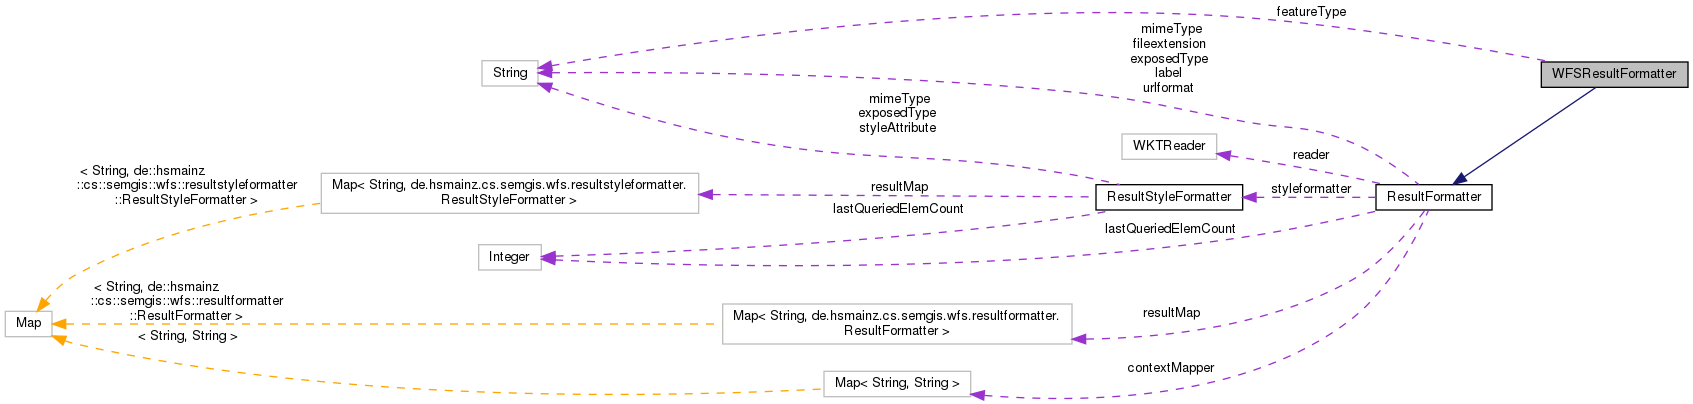 featureType
mimeType
fileextension
exposedType
label
urlformat
String
WFSResultFormatter
mimeType
exposedType
styleAttribute
WKTReader
reader
< String, de::hsmainz
::cs::semgis::wfs::resultstyleformatter
::ResultStyleFormatter >
Map< String, de.hsmainz.cs.semgis.wfs.resultstyleformatter.
ResultStyleFormatter >
resultMap
ResultStyleFormatter
styleformatter
ResultFormatter
lastQueriedElemCount
lastQueriedElemCount
Integer
< String, de::hsmainz
::cs::semgis::wfs::resultformatter
::ResultFormatter >
Map
Map< String, de.hsmainz.cs.semgis.wfs.resultformatter.
ResultFormatter >
resultMap
< String, String >
contextMapper
Map< String, String >